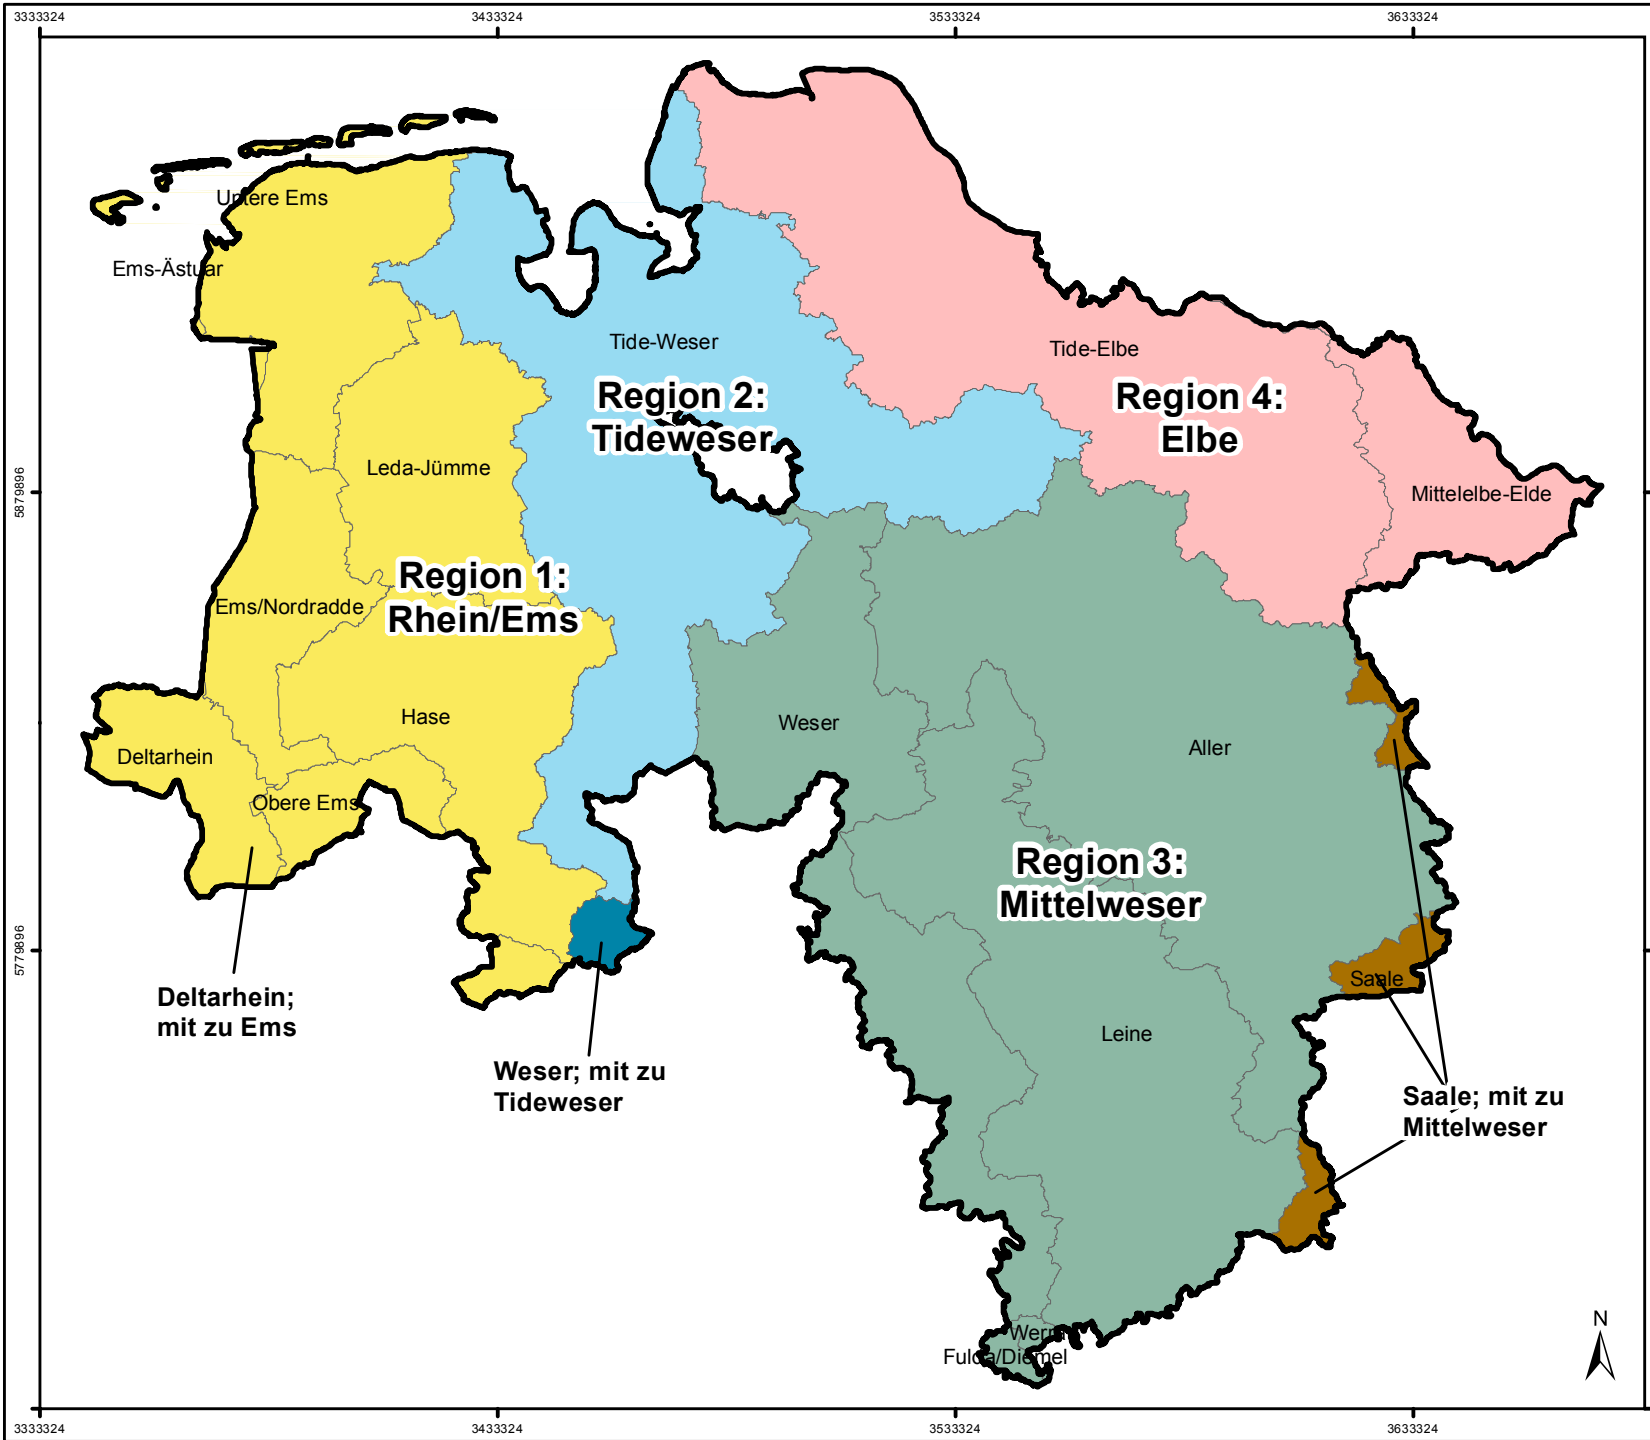 3333324
3433324
3533324
3633324
Untere Ems
Ems-Ästuar
Tide-Weser
Tide-Elbe
Region 2:
Tideweser
Region 4:
Elbe
Leda-Jümme
Mittelelbe-Elde
5879896
Region 1:
Rhein/Ems
Ems/Nordradde
Hase
Weser
Aller
Deltarhein
Obere Ems
Region 3:
Mittelweser
5779896
Saale
Deltarhein;
mit zu Ems
Leine
Weser; mit zu
Tideweser
Saale; mit zu
Mittelweser
N
Werra
Fulda/Diemel
3333324
3433324
3533324
3633324